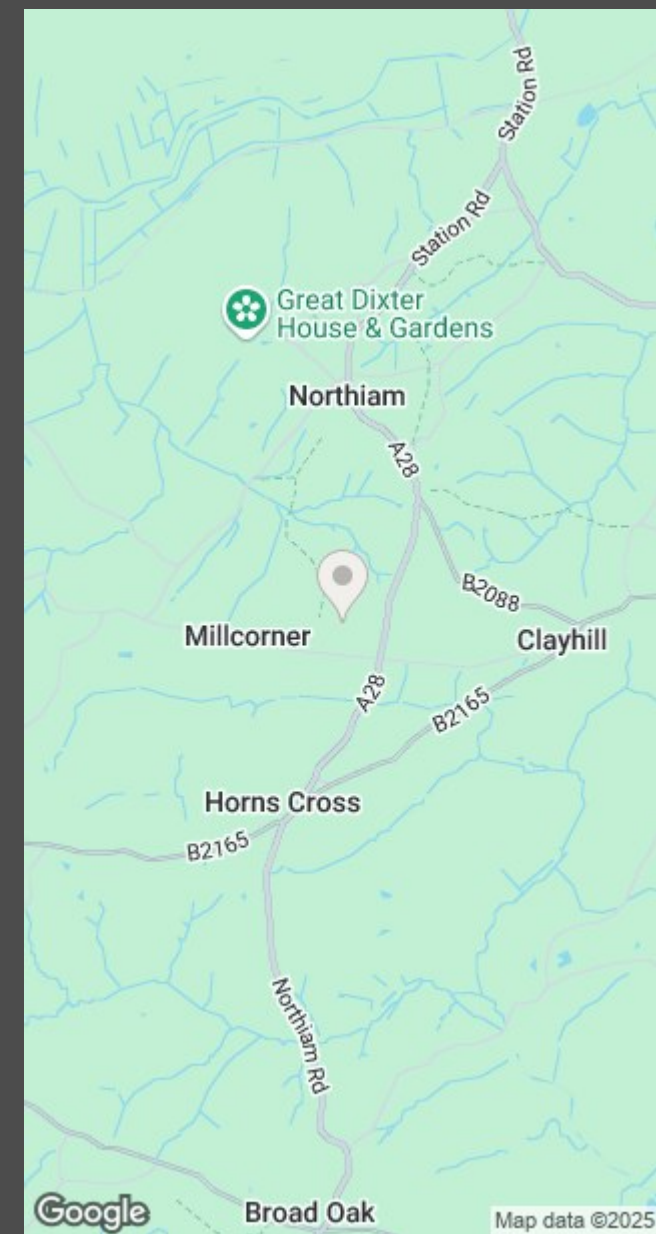 Station Rd
Station Rd
Great Dixter
House & Gardens
Northiam
A28
B2088
Millcorner
Clayhill
A28
B2165
Horns Cross
B2165
Northiam Rd
Broad Oak
Google
Map data ©2025